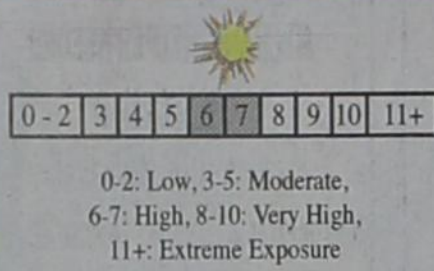 0 - 2 3 4 5 6 7 8 9 10 11+
0-2: Low, 3-5: Moderate,
6-7: High, 8-10: Very High,
11+: Extreme Exposure